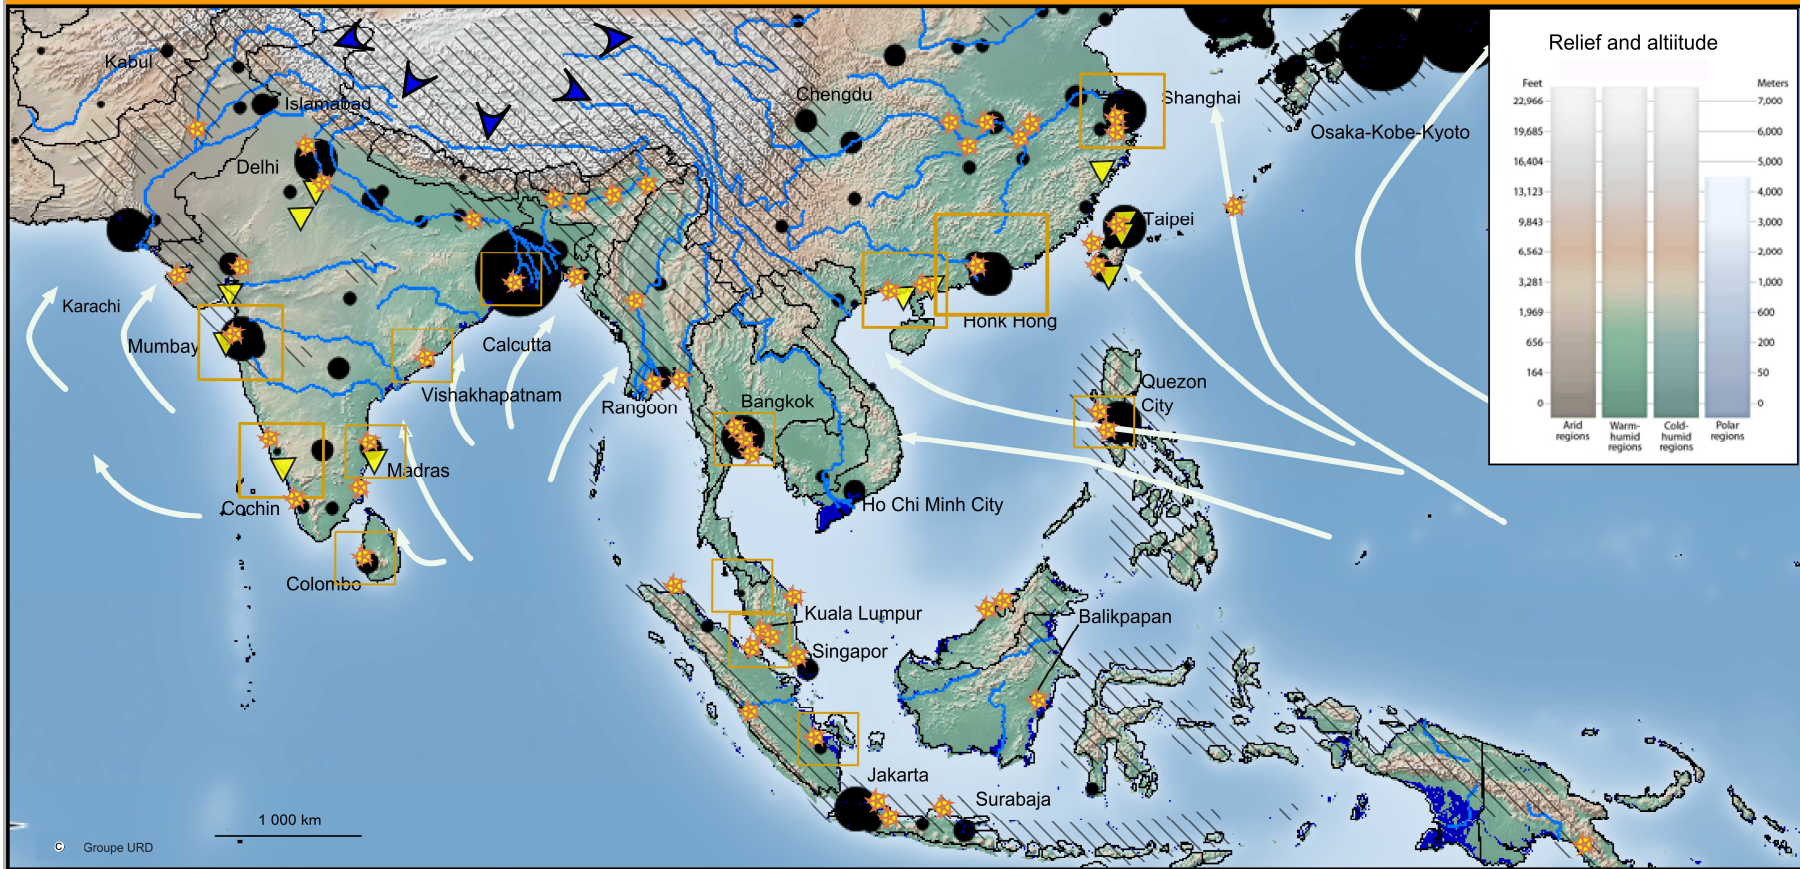 Relief and altiitude
Feet
Meters
22,966
7,000
19,685
6,000
16,404
5,000
13,123
4,000
9,843
3,000
6,562
2,000
3,281
1,000
1,969
600
656
200
164
50
0
0
Arid
regions
Warm-
humid
regions
Cold-
humid
regions
Polar
regions
Kabul
Islamabad
Chengdu
Shanghai
Osaka-Kobe-Kyoto
Delhi
Taipei
Karachi
Mumbay
Calcutta
Honk Hong
Vishakhapatnam
Rangoon
Bangkok
Quezon
City
Madras
Cochin
Ho Chi Minh City
Colombo
Kuala Lumpur
Balikpapan
Singapor
Jakarta
Surabaja
1 000 km
© Groupe URD